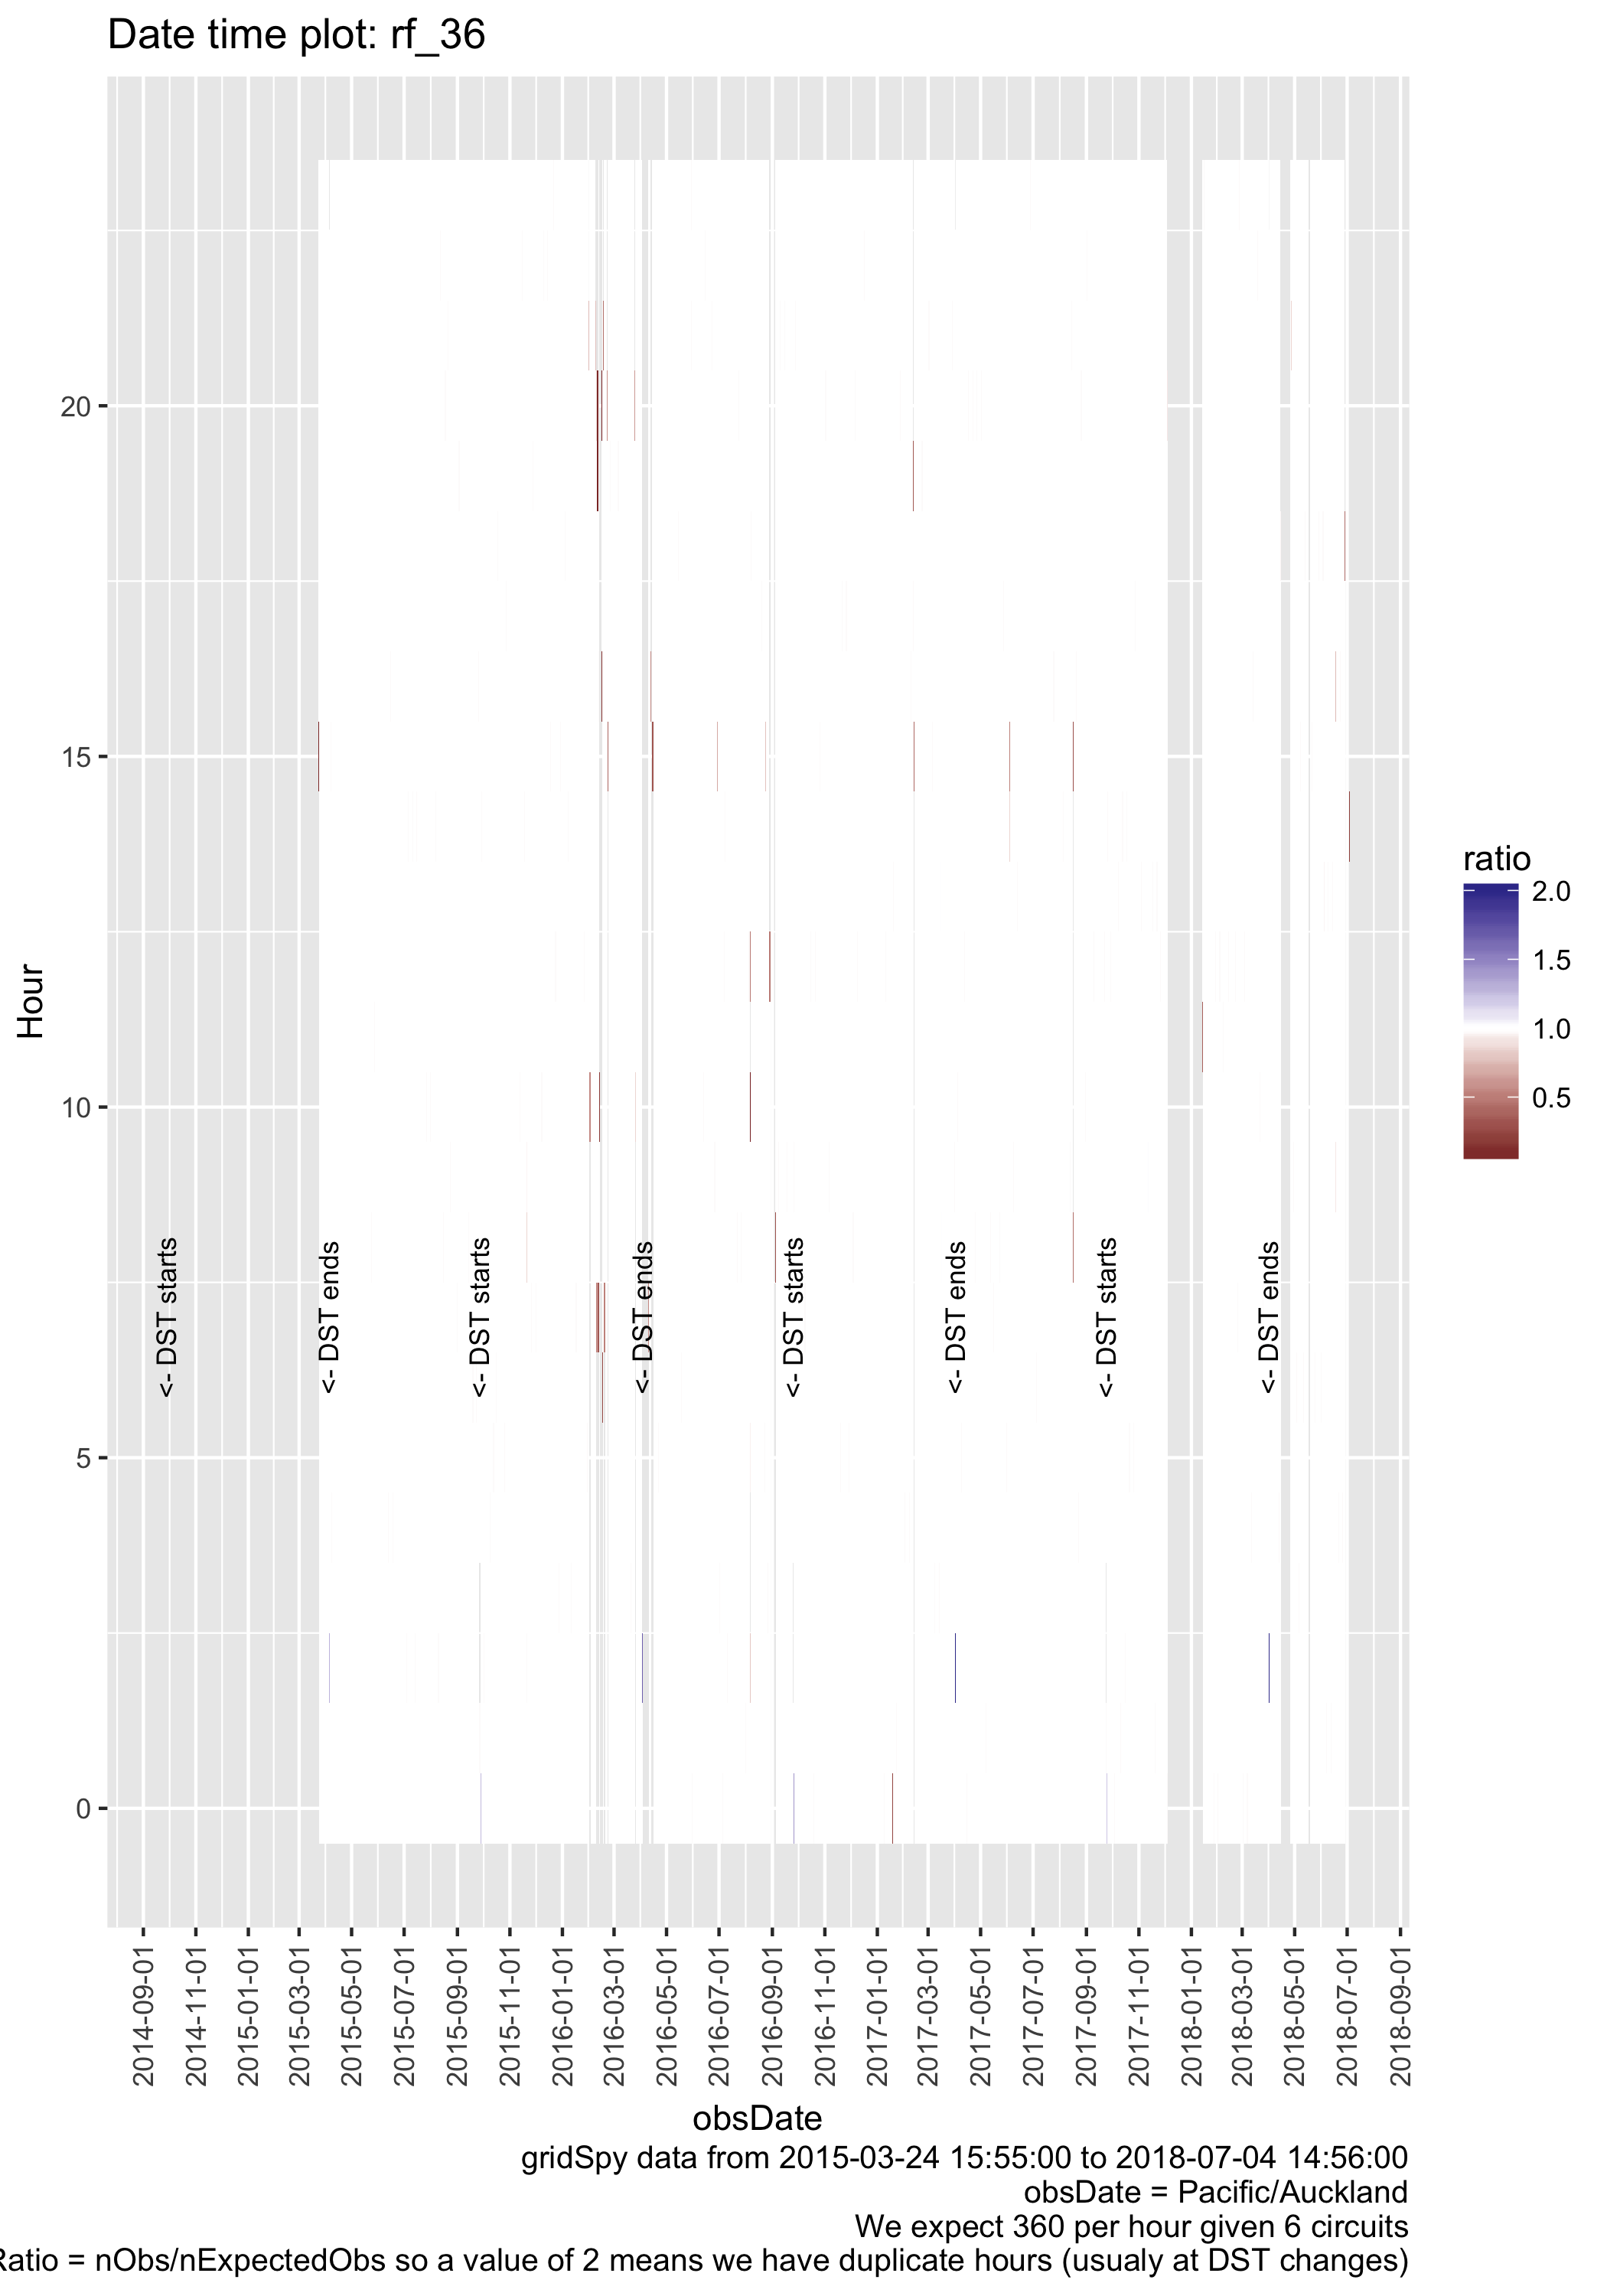 Date time plot: rf_36
Hour
20
15
10
5
0
<- DST starts
<- DST ends
<- DST starts
<- DST ends
<- DST starts
<- DST ends
<- DST starts
<- DST ends
ratio
2.0
1.5
1.0
0.5
2014-09-01
2014-11-01
2015-01-01
2015-03-01
2015-05-01
2015-07-01
2015-09-01
2015-11-01
2016-01-01
2016-03-01
2016-05-01
2016-07-01
2016-09-01
2016-11-01
2017-01-01
2017-03-01
2017-05-01
2017-07-01
2017-09-01
2017-11-01
2018-01-01
2018-03-01
2018-05-01
2018-07-01
2018-09-01
obsDate
gridSpy data from 2015-03-24 15:55:00 to 2018-07-04 14:56:00
obsDate = Pacific/Auckland
We expect 360 per hour given 6 circuits
Ratio = nObs/nExpectedObs so a value of 2 means we have duplicate hours (usualy at DST changes)